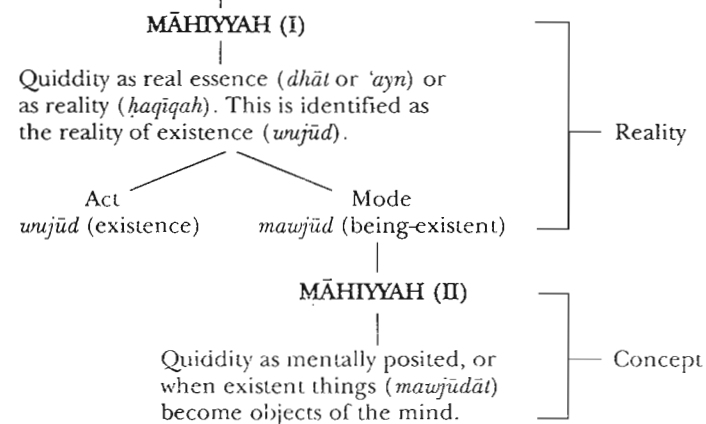 MĀHIYYAH (I)
Quiddity as real essence (dhāt or ‘ayn) or
as reality (ḥaqīqah). This is identified as
the reality of existence (wujūd).
Reality
Act
wujūd (existence)
Mode
mawjūd (being-existent)
MĀHIYYAH (II)
Quiddity as mentally posited, or
when existent things (mawjūdāt)
become objects of the mind.
Concept